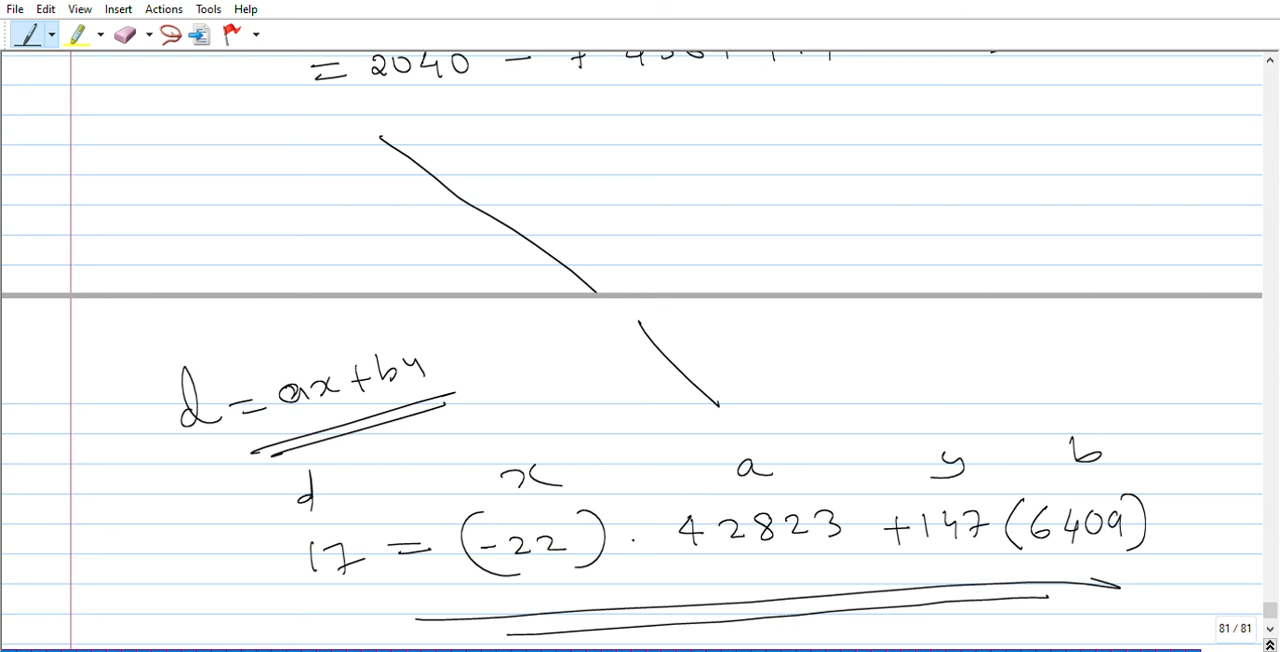 File Edit View Insert Actions Tools Help
= 2040 - +
d = ax + by
d x a y b
17 = (-22) . 42823 + 147 (6409)
81 / 81